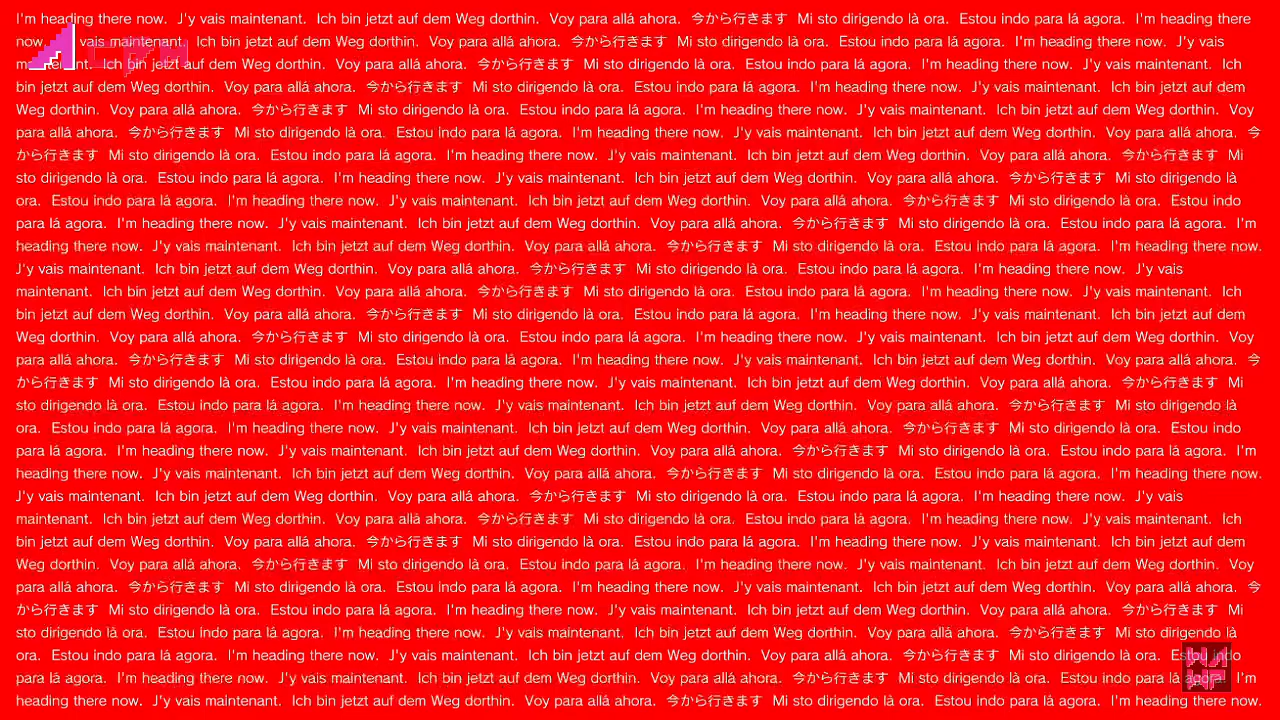 I'm heading there now. J'y vais maintenant. Ich bin jetzt auf dem Weg dorthin. Voy para allá ahora. 今から行きます Mi sto dirigendo là ora. Estou indo para lá agora. I'm heading there
now. J'y vais maintenant. Ich bin jetzt auf dem Weg dorthin. Voy para allá ahora. 今から行きます Mi sto dirigendo là ora. Estou indo para lá agora. I'm heading there now. J'y vais
maintenant. Ich bin jetzt auf dem Weg dorthin. Voy para allá ahora. 今から行きます Mi sto dirigendo là ora. Estou indo para lá agora. I'm heading there now. J'y vais maintenant. Ich
bin jetzt auf dem Weg dorthin. Voy para allá ahora. 今から行きます Mi sto dirigendo là ora. Estou indo para lá agora. I'm heading there now. J'y vais maintenant. Ich bin jetzt auf dem
Weg dorthin. Voy para allá ahora. 今から行きます Mi sto dirigendo là ora. Estou indo para lá agora. I'm heading there now. J'y vais maintenant. Ich bin jetzt auf dem Weg dorthin. Voy
para allá ahora. 今から行きます Mi sto dirigendo là ora. Estou indo para lá agora. I'm heading there now. J'y vais maintenant. Ich bin jetzt auf dem Weg dorthin. Voy para allá ahora. 今
から行きます Mi sto dirigendo là ora. Estou indo para lá agora. I'm heading there now. J'y vais maintenant. Ich bin jetzt auf dem Weg dorthin. Voy para allá ahora. 今から行きます Mi
sto dirigendo là ora. Estou indo para lá agora. I'm heading there now. J'y vais maintenant. Ich bin jetzt auf dem Weg dorthin. Voy para allá ahora. 今から行きます Mi sto dirigendo là
ora. Estou indo para lá agora. I'm heading there now. J'y vais maintenant. Ich bin jetzt auf dem Weg dorthin. Voy para allá ahora. 今から行きます Mi sto dirigendo là ora. Estou indo
para lá agora. I'm heading there now. J'y vais maintenant. Ich bin jetzt auf dem Weg dorthin. Voy para allá ahora. 今から行きます Mi sto dirigendo là ora. Estou indo para lá agora. I'm
heading there now. J'y vais maintenant. Ich bin jetzt auf dem Weg dorthin. Voy para allá ahora. 今から行きます Mi sto dirigendo là ora. Estou indo para lá agora. I'm heading there now.
J'y vais maintenant. Ich bin jetzt auf dem Weg dorthin. Voy para allá ahora. 今から行きます Mi sto dirigendo là ora. Estou indo para lá agora. I'm heading there now. J'y vais
maintenant. Ich bin jetzt auf dem Weg dorthin. Voy para allá ahora. 今から行きます Mi sto dirigendo là ora. Estou indo para lá agora. I'm heading there now. J'y vais maintenant. Ich
bin jetzt auf dem Weg dorthin. Voy para allá ahora. 今から行きます Mi sto dirigendo là ora. Estou indo para lá agora. I'm heading there now. J'y vais maintenant. Ich bin jetzt auf dem
Weg dorthin. Voy para allá ahora. 今から行きます Mi sto dirigendo là ora. Estou indo para lá agora. I'm heading there now. J'y vais maintenant. Ich bin jetzt auf dem Weg dorthin. Voy
para allá ahora. 今から行きます Mi sto dirigendo là ora. Estou indo para lá agora. I'm heading there now. J'y vais maintenant. Ich bin jetzt auf dem Weg dorthin. Voy para allá ahora. 今
から行きます Mi sto dirigendo là ora. Estou indo para lá agora. I'm heading there now. J'y vais maintenant. Ich bin jetzt auf dem Weg dorthin. Voy para allá ahora. 今から行きます Mi
sto dirigendo là ora. Estou indo para lá agora. I'm heading there now. J'y vais maintenant. Ich bin jetzt auf dem Weg dorthin. Voy para allá ahora. 今から行きます Mi sto dirigendo là
ora. Estou indo para lá agora. I'm heading there now. J'y vais maintenant. Ich bin jetzt auf dem Weg dorthin. Voy para allá ahora. 今から行きます Mi sto dirigendo là ora. Estou indo
para lá agora. I'm heading there now. J'y vais maintenant. Ich bin jetzt auf dem Weg dorthin. Voy para allá ahora. 今から行きます Mi sto dirigendo là ora. Estou indo para lá agora. I'm
heading there now. J'y vais maintenant. Ich bin jetzt auf dem Weg dorthin. Voy para allá ahora. 今から行きます Mi sto dirigendo là ora. Estou indo para lá agora. I'm heading there now.
J'y vais maintenant. Ich bin jetzt auf dem Weg dorthin. Voy para allá ahora. 今から行きます Mi sto dirigendo là ora. Estou indo para lá agora. I'm heading there now. J'y vais
maintenant. Ich bin jetzt auf dem Weg dorthin. Voy para allá ahora. 今から行きます Mi sto dirigendo là ora. Estou indo para lá agora. I'm heading there now. J'y vais maintenant. Ich
bin jetzt auf dem Weg dorthin. Voy para allá ahora. 今から行きます Mi sto dirigendo là ora. Estou indo para lá agora. I'm heading there now. J'y vais maintenant. Ich bin jetzt auf dem
Weg dorthin. Voy para allá ahora. 今から行きます Mi sto dirigendo là ora. Estou indo para lá agora. I'm heading there now. J'y vais maintenant. Ich bin jetzt auf dem Weg dorthin. Voy
para allá ahora. 今から行きます Mi sto dirigendo là ora. Estou indo para lá agora. I'm heading there now. J'y vais maintenant. Ich bin jetzt auf dem Weg dorthin. Voy para allá ahora. 今
から行きます Mi sto dirigendo là ora. Estou indo para lá agora. I'm heading there now. J'y vais maintenant. Ich bin jetzt auf dem Weg dorthin. Voy para allá ahora. 今から行きます Mi
sto dirigendo là ora. Estou indo para lá agora. I'm heading there now. J'y vais maintenant. Ich bin jetzt auf dem Weg dorthin. Voy para allá ahora. 今から行きます Mi sto dirigendo là
ora. Estou indo para lá agora. I'm heading there now. J'y vais maintenant. Ich bin jetzt auf dem Weg dorthin. Voy para allá ahora. 今から行きます Mi sto dirigendo là ora. Estou indo
para lá agora. I'm heading there now. J'y vais maintenant. Ich bin jetzt auf dem Weg dorthin. Voy para allá ahora. 今から行きます Mi sto dirigendo là ora. Estou indo para lá agora. I'm
heading there now. J'y vais maintenant. Ich bin jetzt auf dem Weg dorthin. Voy para allá ahora. 今から行きます Mi sto dirigendo là ora. Estou indo para lá agora. I'm heading there now.